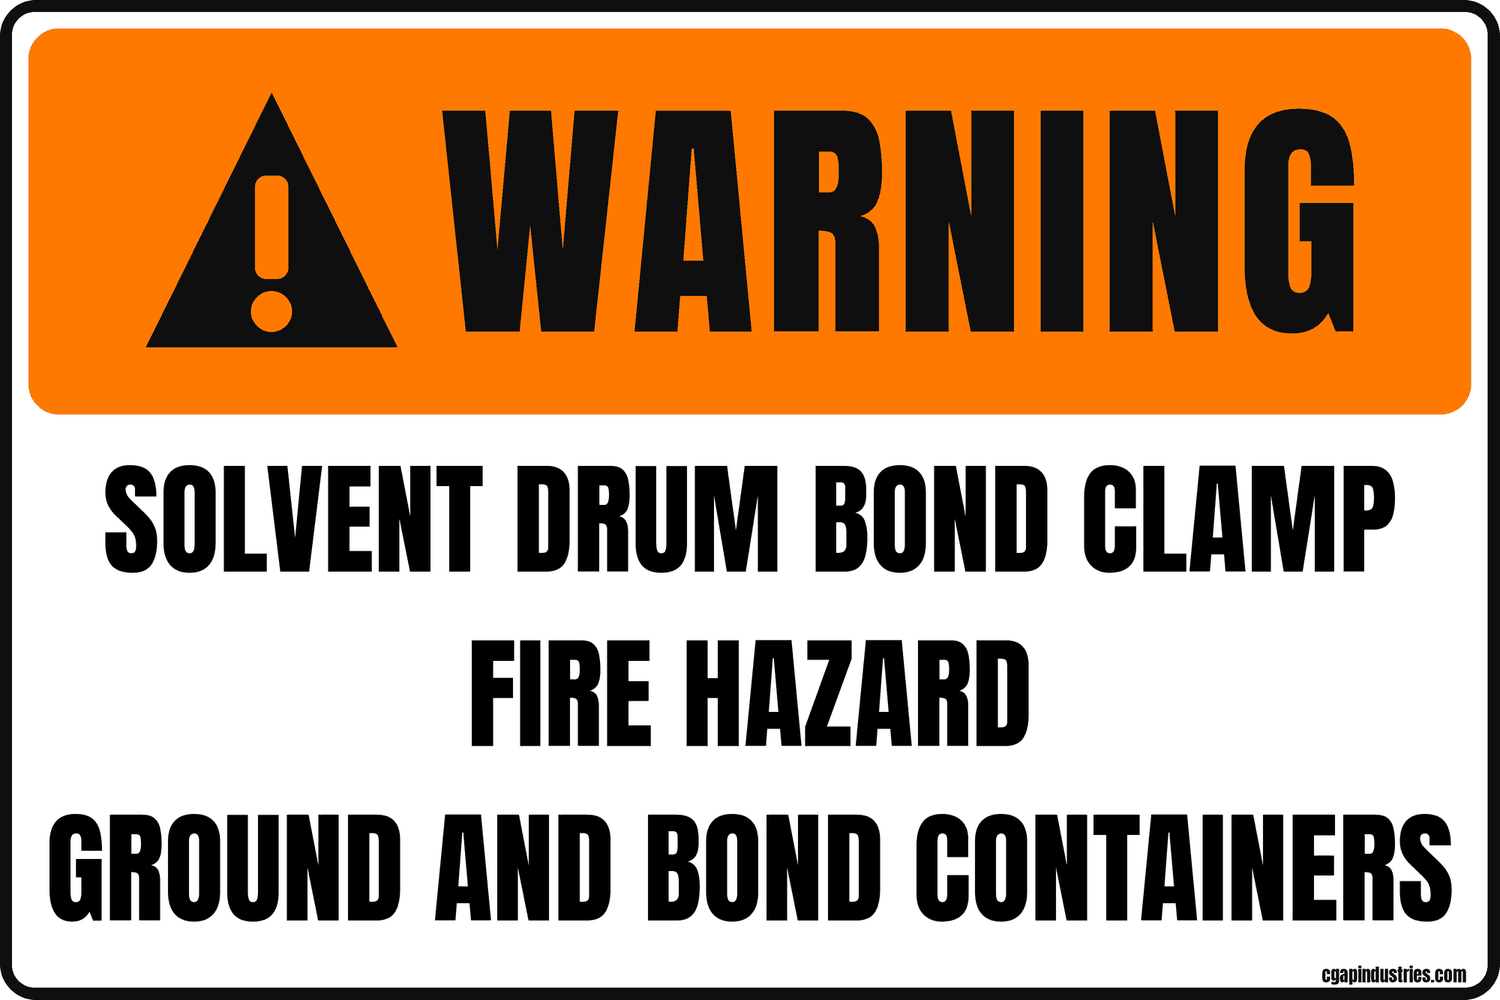 WARNING
SOLVENT DRUM BOND CLAMP
FIRE HAZARD
GROUND AND BOND CONTAINERS
cgapindustries.com